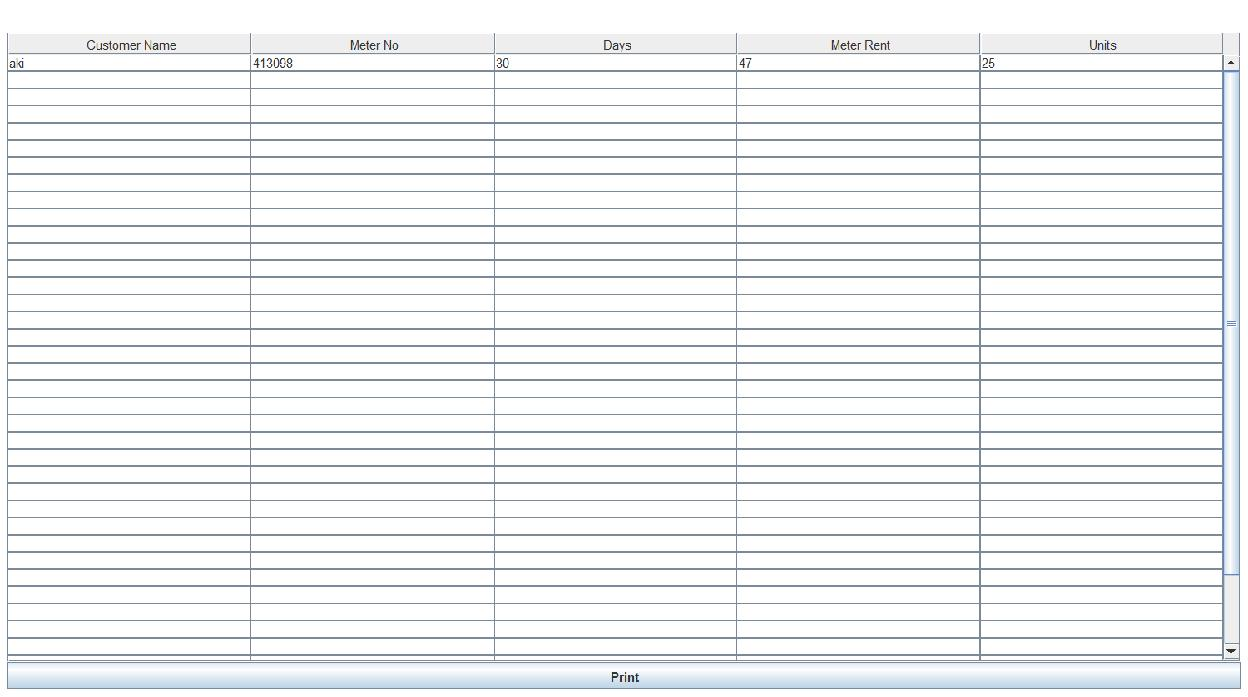 Customer Name Meter No Days Meter Rent Units
aki 413098 30 47 25
Print